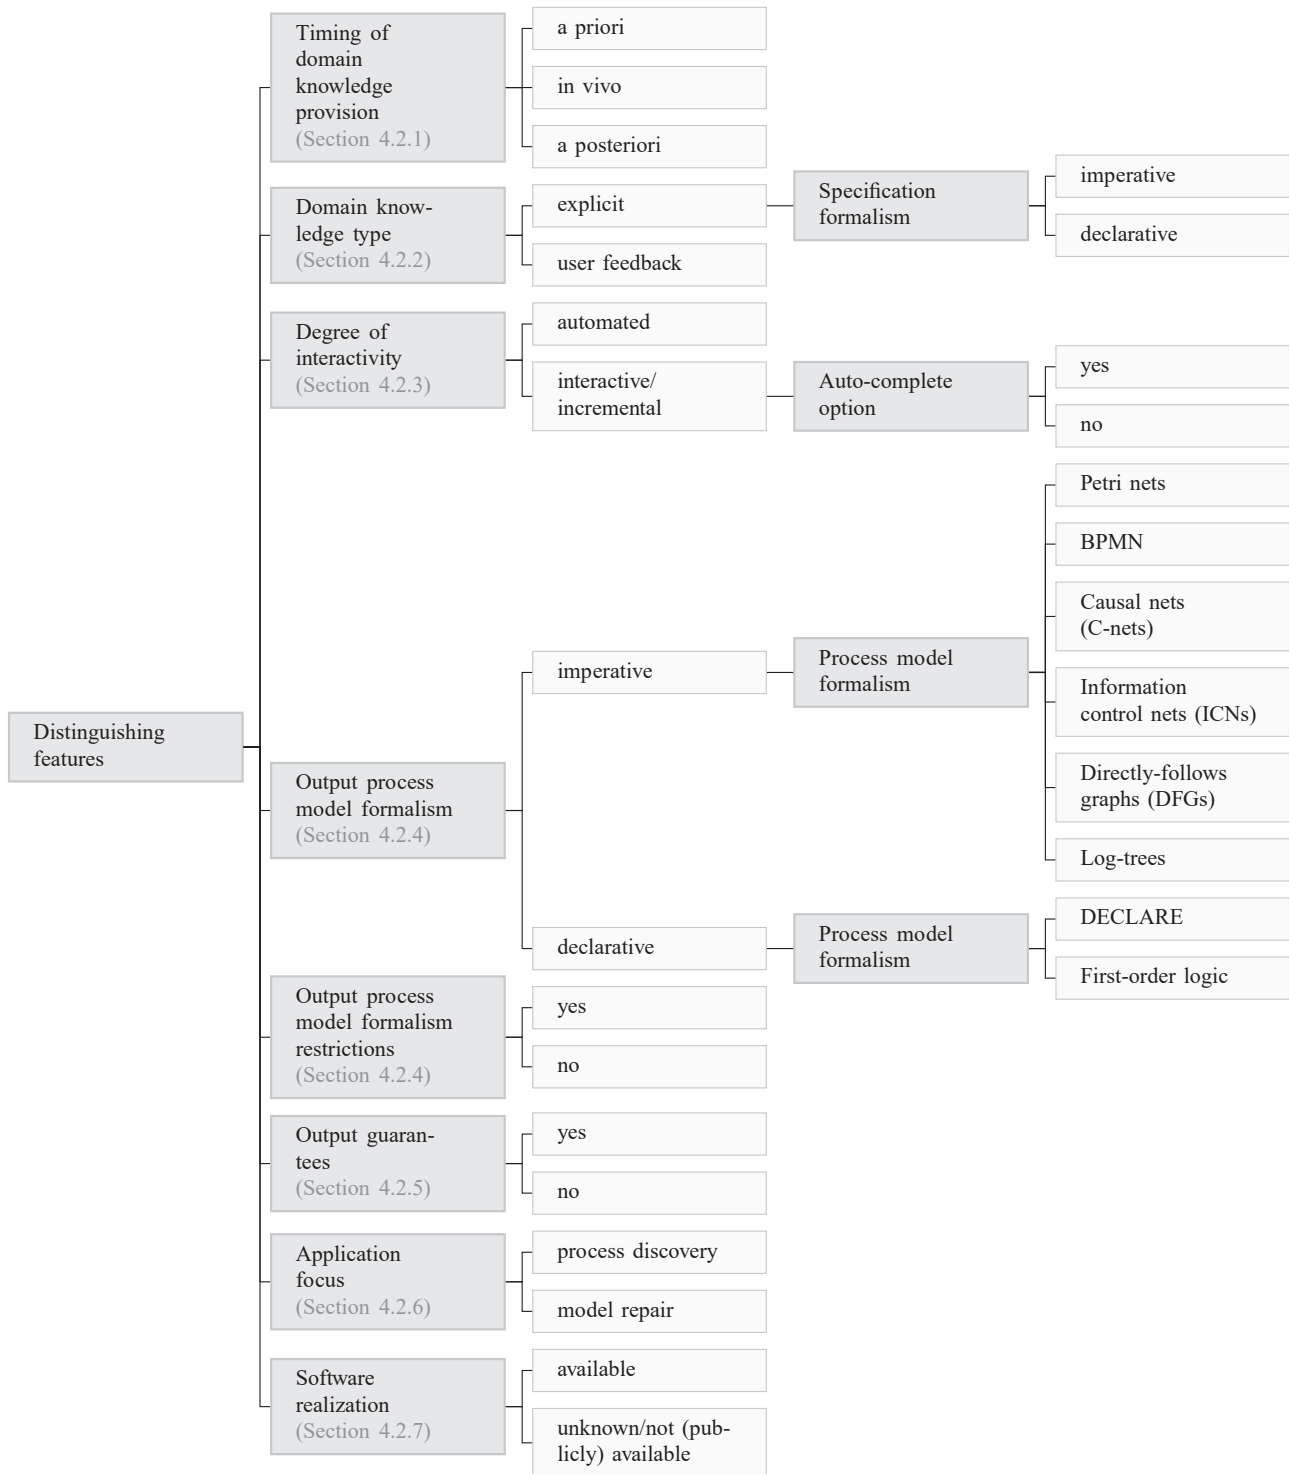 Distinguishing
features
Timing of
domain
knowledge
provision
(Section 4.2.1)
a priori
in vivo
a posteriori
Domain know-
ledge type
(Section 4.2.2)
explicit
Specification
formalism
imperative
declarative
user feedback
Degree of
interactivity
(Section 4.2.3)
automated
interactive/
incremental
Auto-complete
option
yes
no
Output process
model formalism
(Section 4.2.4)
imperative
Process model
formalism
Petri nets
BPMN
Causal nets
(C-nets)
Information
control nets (ICNs)
Directly-follows
graphs (DFGs)
Log-trees
declarative
Process model
formalism
DECLARE
First-order logic
Output process
model formalism
restrictions
(Section 4.2.4)
yes
no
Output guaran-
tees
(Section 4.2.5)
yes
no
Application
focus
(Section 4.2.6)
process discovery
model repair
Software
realization
(Section 4.2.7)
available
unknown/not (pub-
licly) available